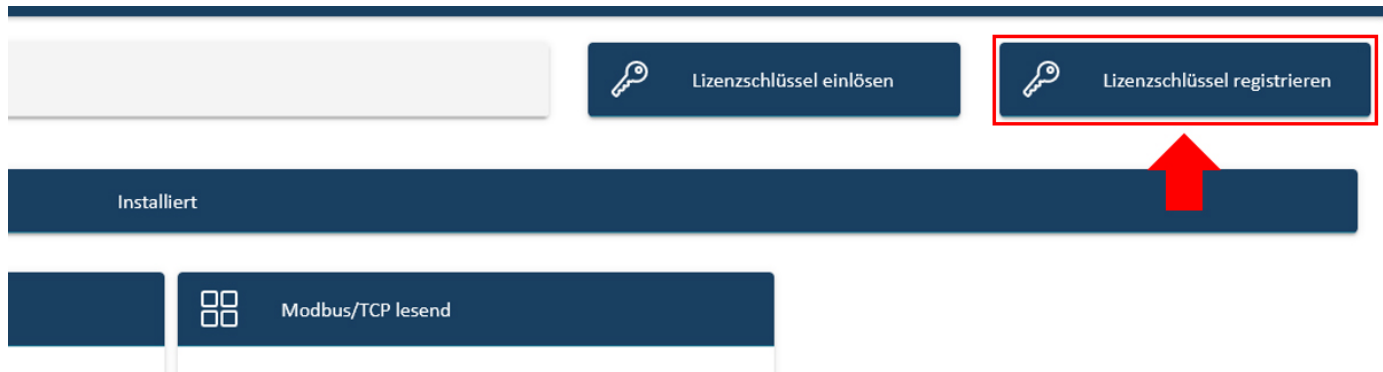 Lizenzschlüssel einlösen
Lizenzschlüssel registrieren
Installiert
Modbus/TCP lesend